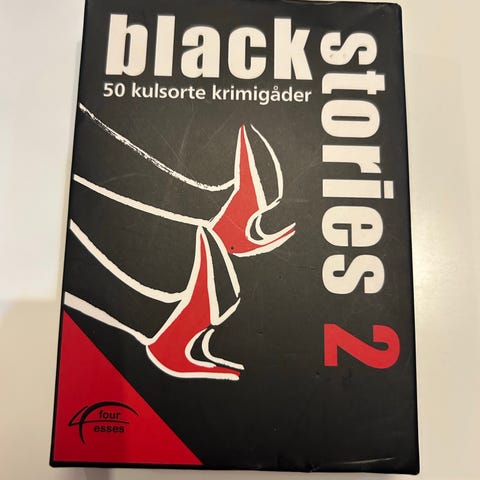 black
stories 2
50 kulsorte krimigåder
four
esses